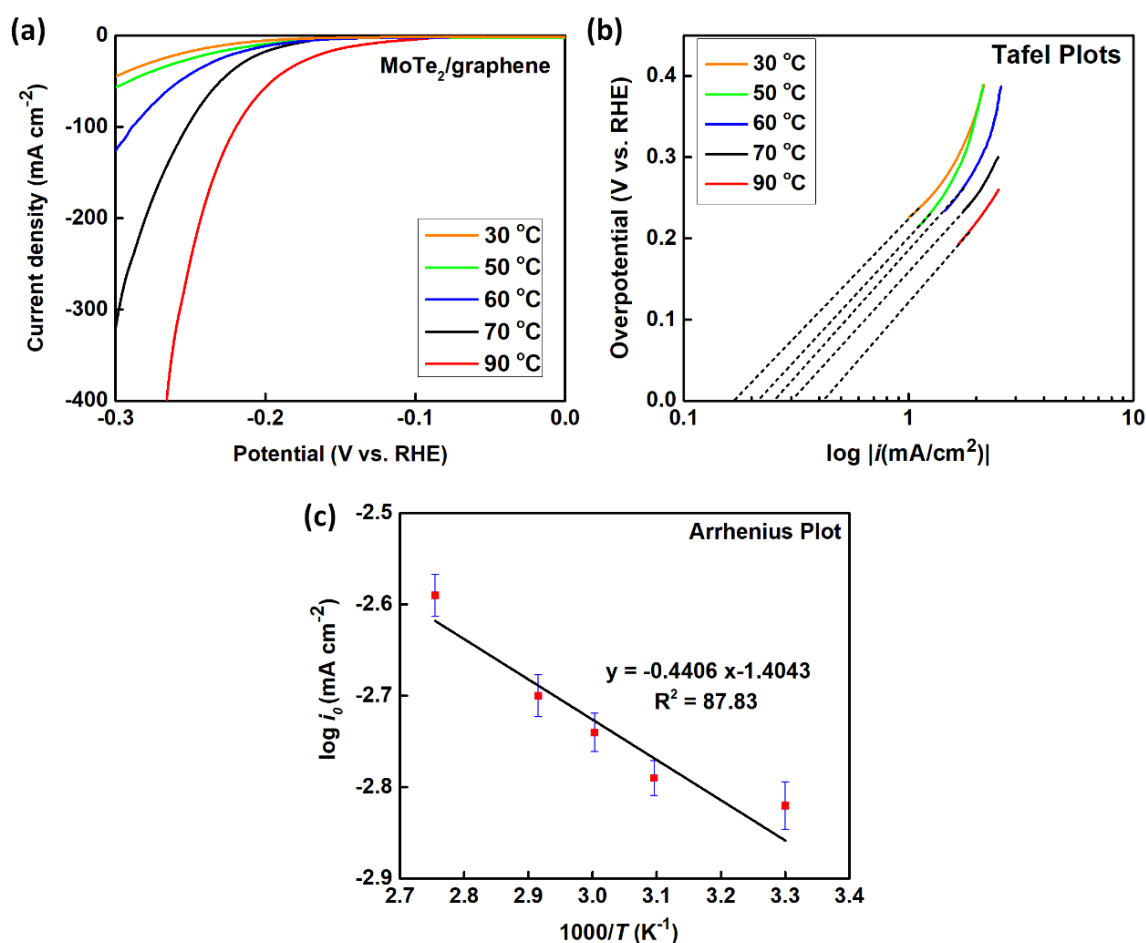 (a)
MoTe₂/graphene
0
-100
-200
-300
-400
Current density (mA cm⁻²)
30 °C
50 °C
60 °C
70 °C
90 °C
-0.3
-0.2
-0.1
0.0
Potential (V vs. RHE)
(b)
Tafel Plots
30 °C
50 °C
60 °C
70 °C
90 °C
0.4
0.3
0.2
0.1
0.0
Overpotential (V vs. RHE)
0.1
1
10
log |i(mA/cm²)|
(c)
Arrhenius Plot
-2.5
-2.6
-2.7
-2.8
-2.9
log i₀ (mA cm⁻²)
y = -0.4406 x-1.4043
R² = 87.83
2.7
2.8
2.9
3.0
3.1
3.2
3.3
3.4
1000/T (K⁻¹)